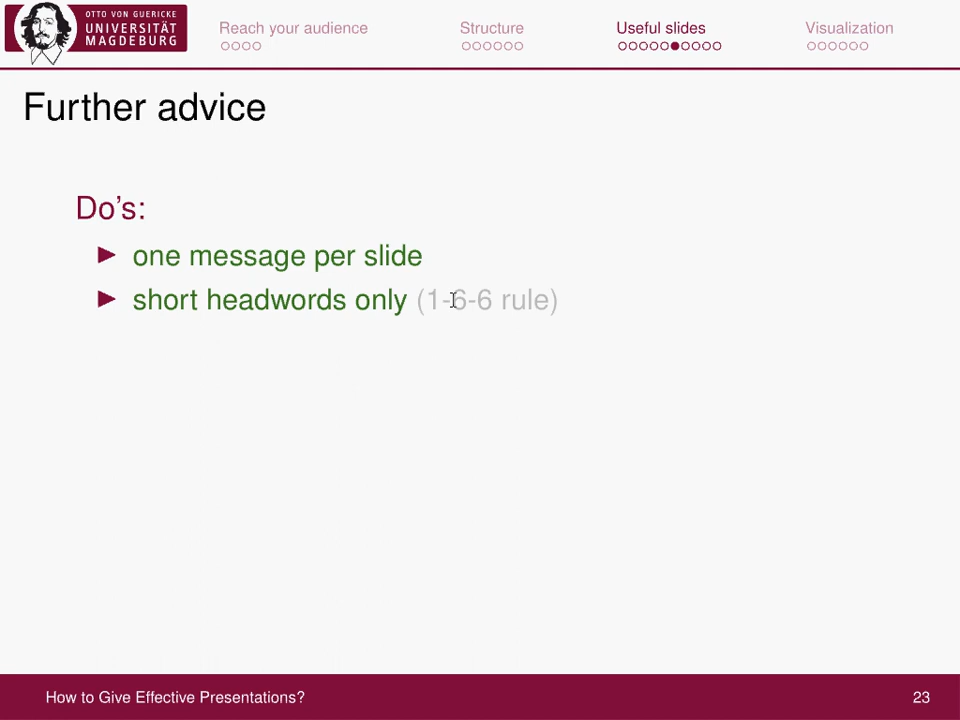 OTTO VON GUERICKE
UNIVERSITÄT
MAGDEBURG
Reach your audience
Structure
Useful slides
Visualization
Further advice
Do's:
one message per slide
short headwords only (1-6-6 rule)
How to Give Effective Presentations?
23